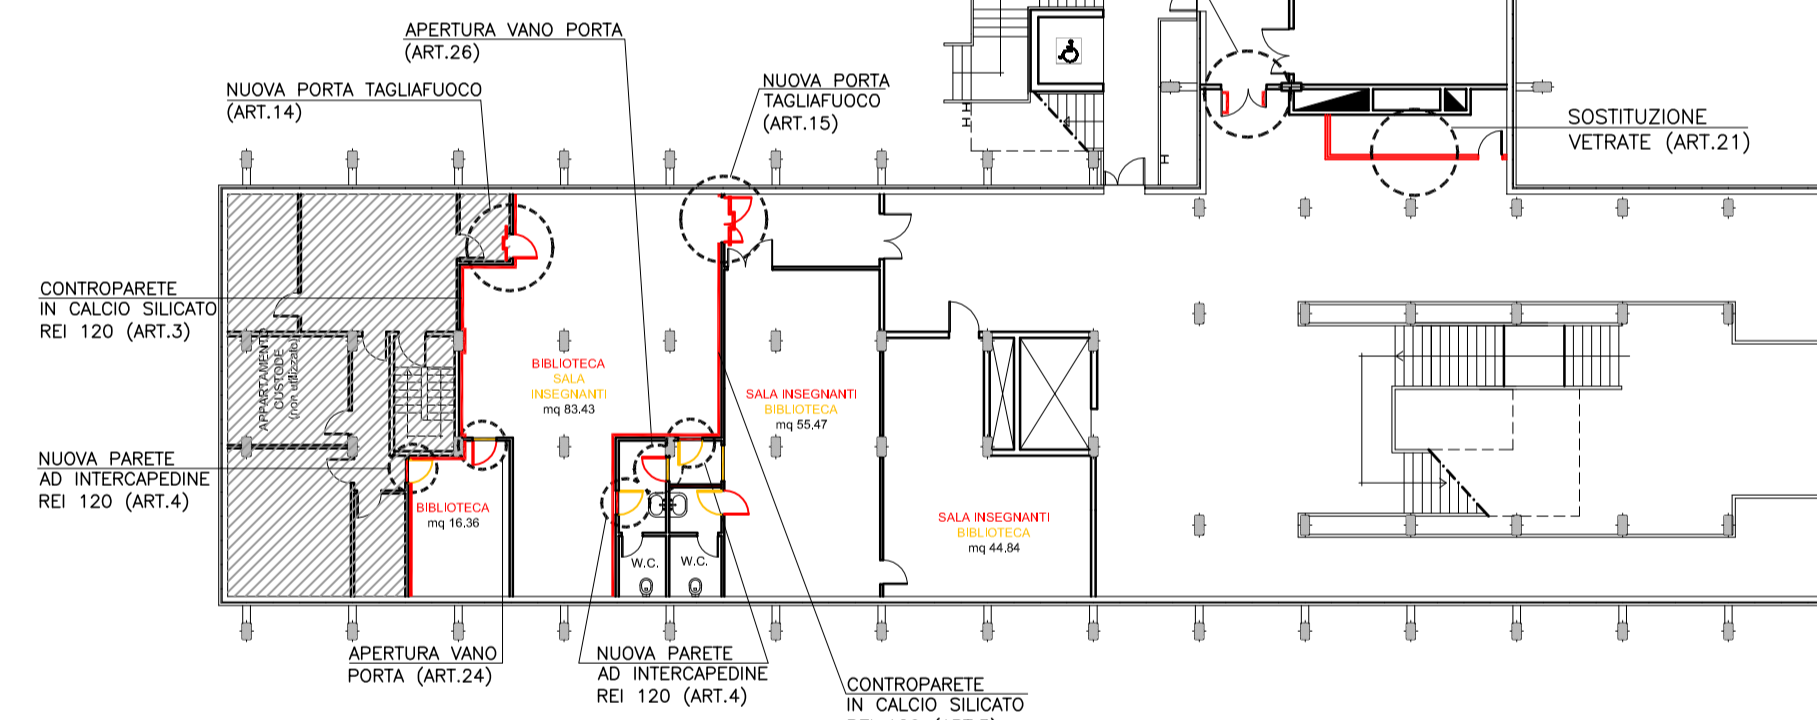 APERTURA VANO PORTA
(ART.26)
NUOVA PORTA TAGLIAFUOCO
(ART.14)
NUOVA PORTA
TAGLIAFUOCO
(ART.15)
SOSTITUZIONE
VETRATE (ART.21)
H
H
CONTROPARETE
IN CALCIO SILICATO
REI 120 (ART.3)
APPARTAMENTO
CUSTODE
(non utilizzato)
BIBLIOTECA
SALA
INSEGNANTI
mq 83.43
SALA INSEGNANTI
BIBLIOTECA
mq 55.47
NUOVA PARETE
AD INTERCAPEDINE
REI 120 (ART.4)
BIBLIOTECA
mq 16.36
SALA INSEGNANTI
BIBLIOTECA
mq 44.84
W.C.
W.C.
APERTURA VANO
PORTA (ART.24)
NUOVA PARETE
AD INTERCAPEDINE
REI 120 (ART.4)
CONTROPARETE
IN CALCIO SILICATO